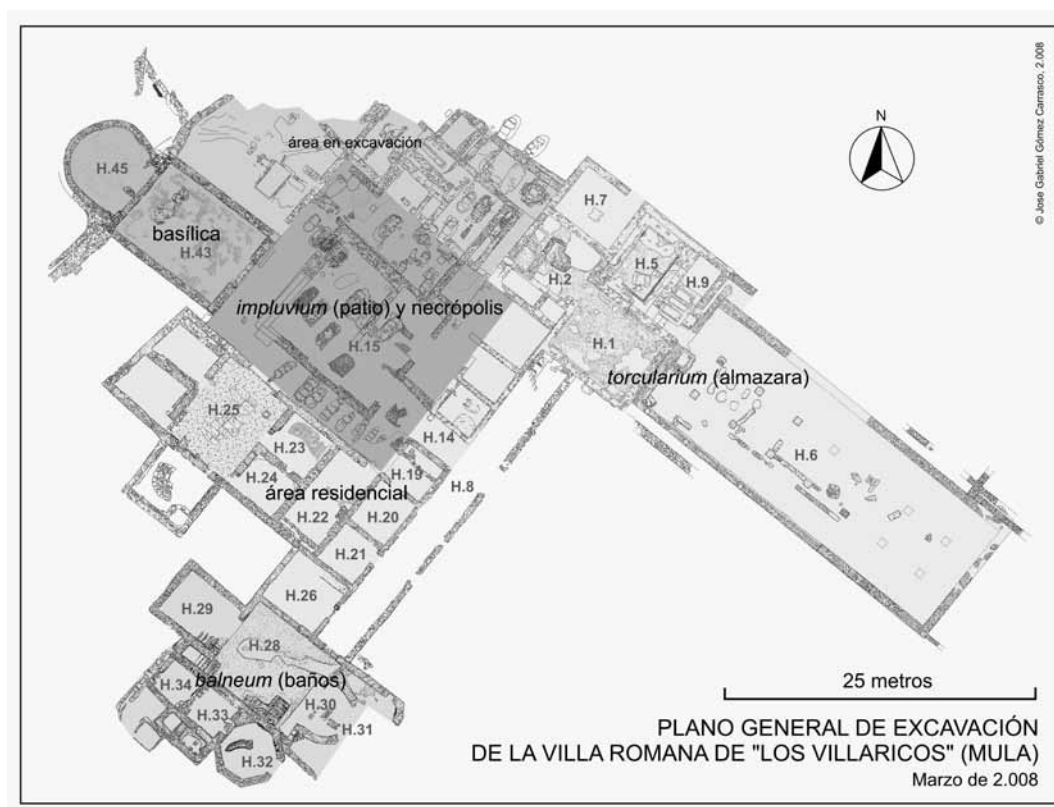 © Jose Gabriel Gómez Carrasco, 2.008
N
área en excavación
H.45
basílica
H.43
H.7
H.5
H.2
H.9
impluvium (patio) y necrópolis
H.15
H.1
torcularium (almazara)
H.25
H.23
H.14
H.6
H.24
H.19
H.8
área residencial
H.22
H.20
H.21
H.26
H.29
H.28
balneum (baños)
H.34
H.30
H.33
H.31
H.32
25 metros
PLANO GENERAL DE EXCAVACIÓN
DE LA VILLA ROMANA DE "LOS VILLARICOS" (MULA)
Marzo de 2.008